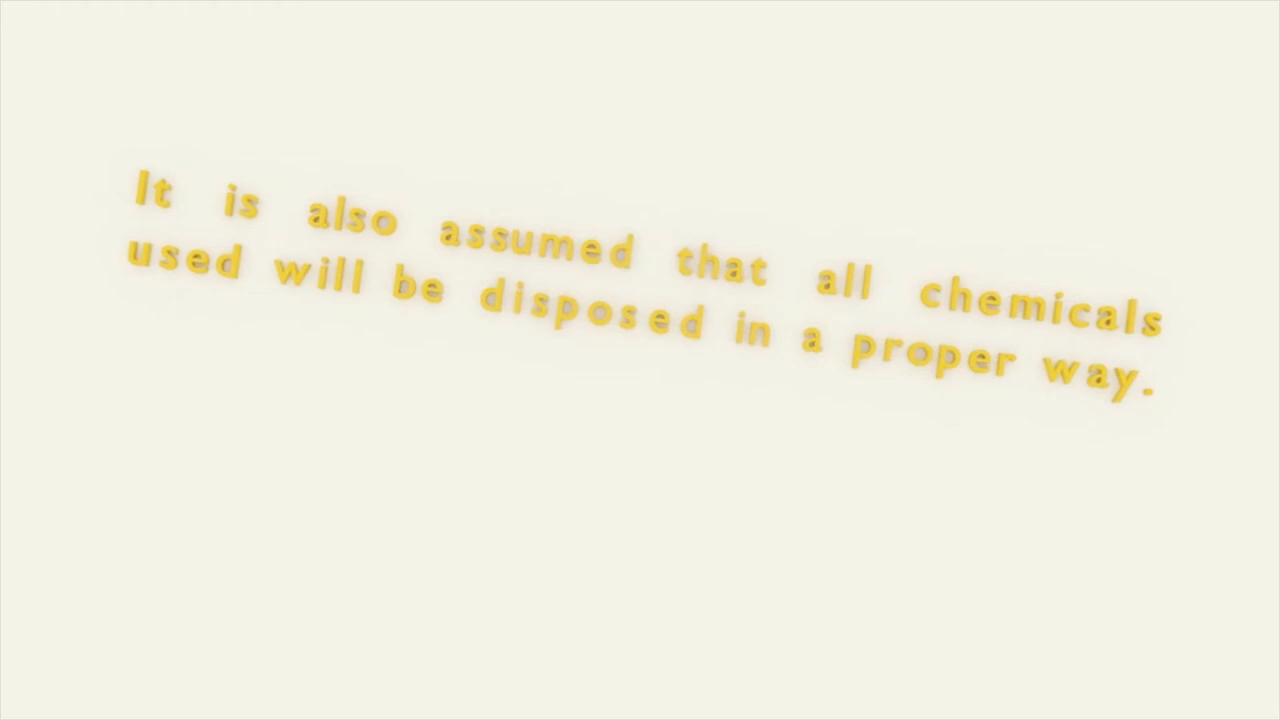 It is also assumed that all chemicals
used will be disposed in a proper way.